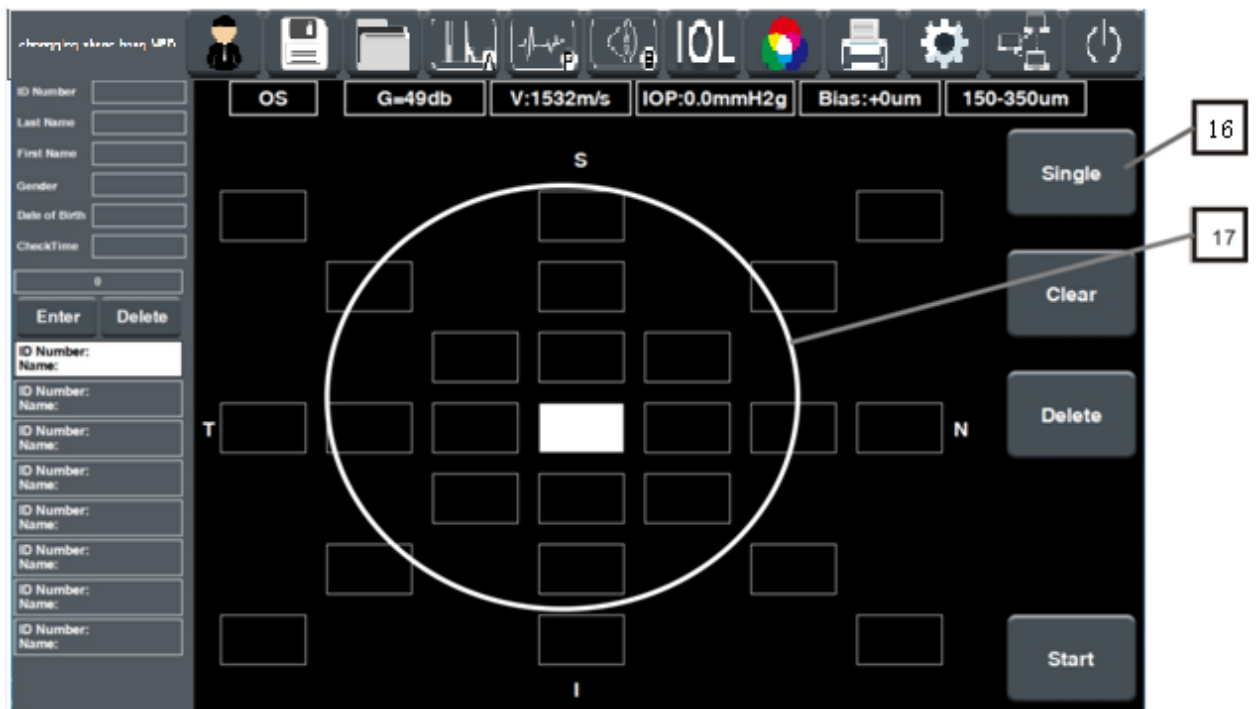 IOL
A
P
B
ID Number
Last Name
First Name
Gender
Date of Birth
CheckTime
0
Enter
Delete
ID Number:
Name:
ID Number:
Name:
ID Number:
Name:
ID Number:
Name:
ID Number:
Name:
ID Number:
Name:
ID Number:
Name:
ID Number:
Name:
OS
G=49db
V:1532m/s
IOP:0.0mmH2g
Bias:+0um
150-350um
S
T
N
I
Single
Clear
Delete
Start
16
17